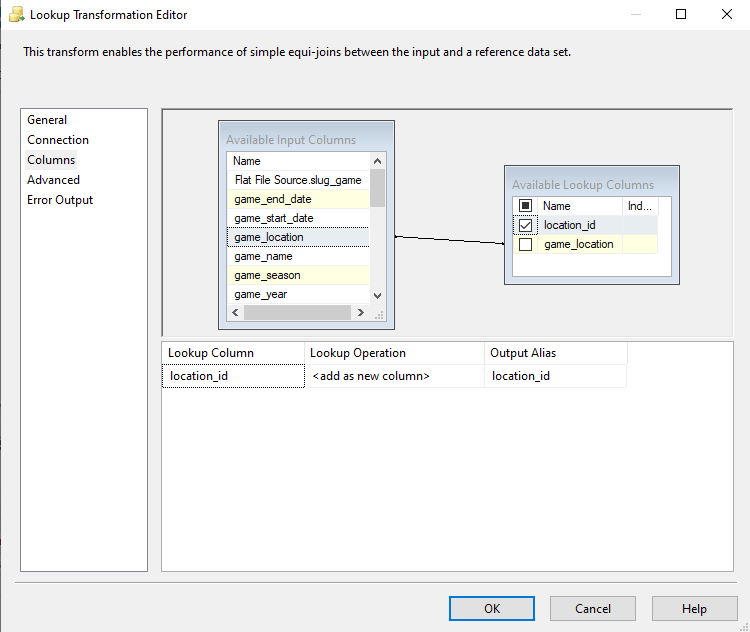 Lookup Transformation Editor
This transform enables the performance of simple equi-joins between the input and a reference data set.
General
Connection
Columns
Advanced
Error Output
Available Input Columns
Name
Flat File Source.slug_game
game_end_date
game_start_date
game_location
game_name
game_season
game_year
Available Lookup Columns
Name Ind...
location_id
game_location
Lookup Column Lookup Operation Output Alias
location_id <add as new column> location_id
OK Cancel Help